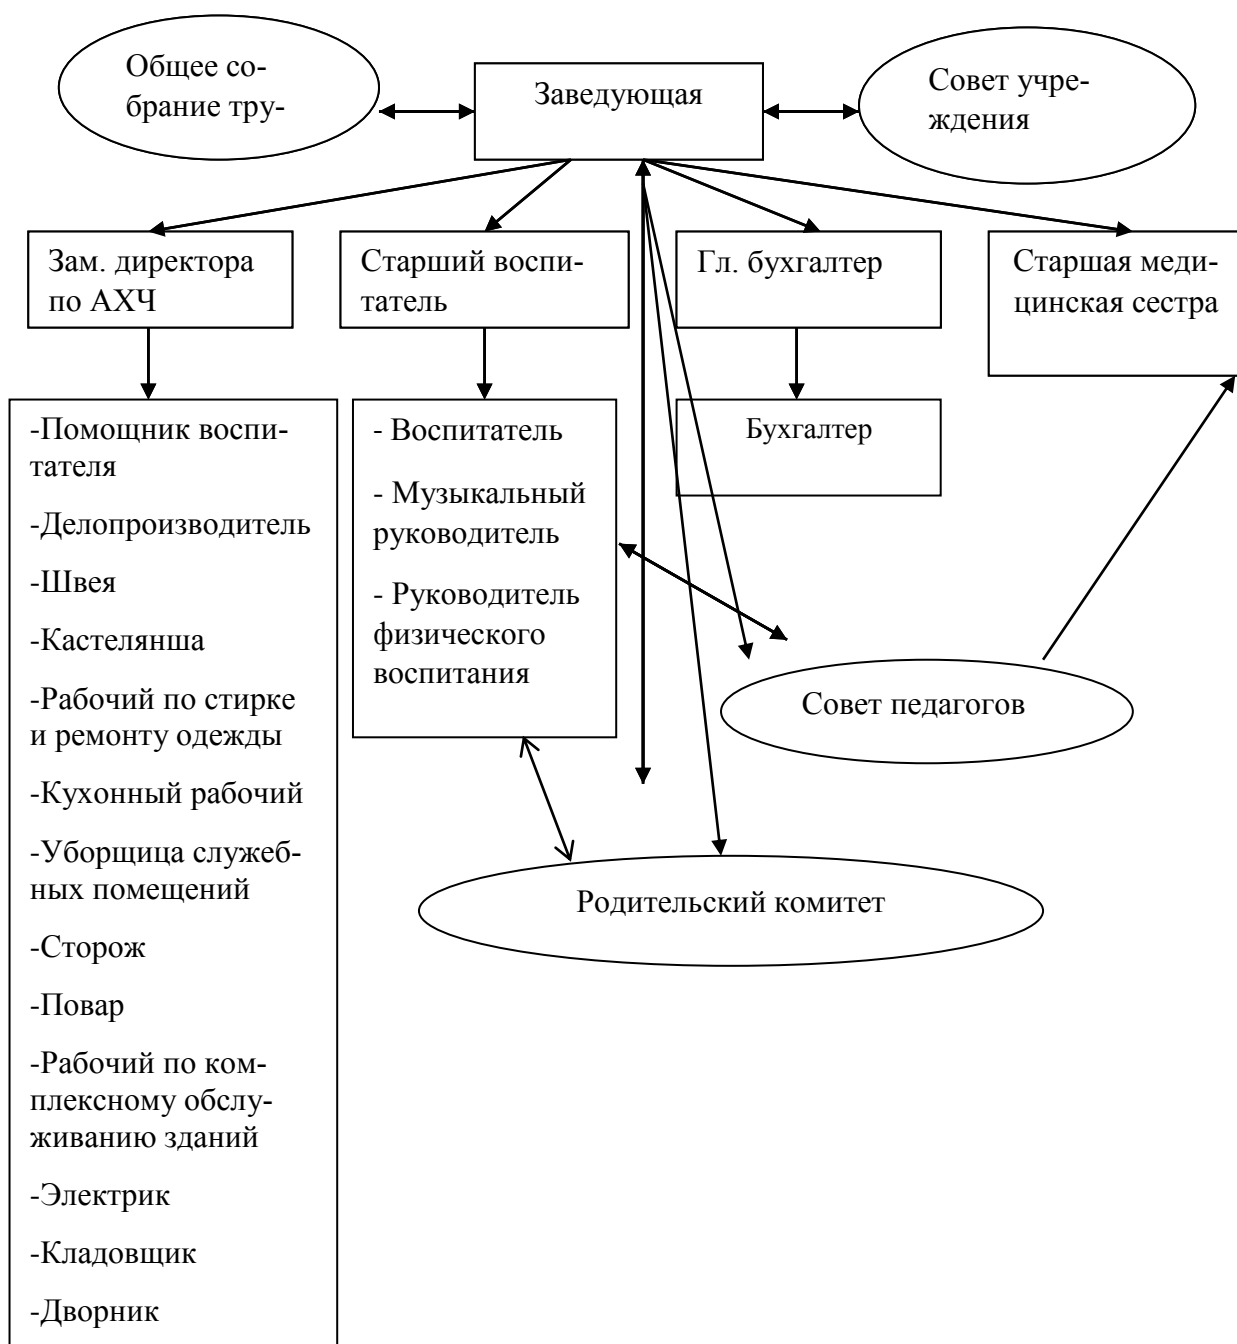 Общее со-
брание тру-
Заведующая
Совет учре-
ждения
Зам. директора
по АХЧ
Старший воспи-
татель
Гл. бухгалтер
Старшая меди-
цинская сестра
-Помощник воспи-
тателя
-Делопроизводитель
-Швея
-Кастелянша
-Рабочий по стирке
и ремонту одежды
-Кухонный рабочий
-Уборщица служеб-
ных помещений
-Сторож
-Повар
-Рабочий по ком-
плексному обслу-
живанию зданий
-Электрик
-Кладовщик
-Дворник
- Воспитатель
- Музыкальный
руководитель
- Руководитель
физического
воспитания
Бухгалтер
Совет педагогов
Родительский комитет